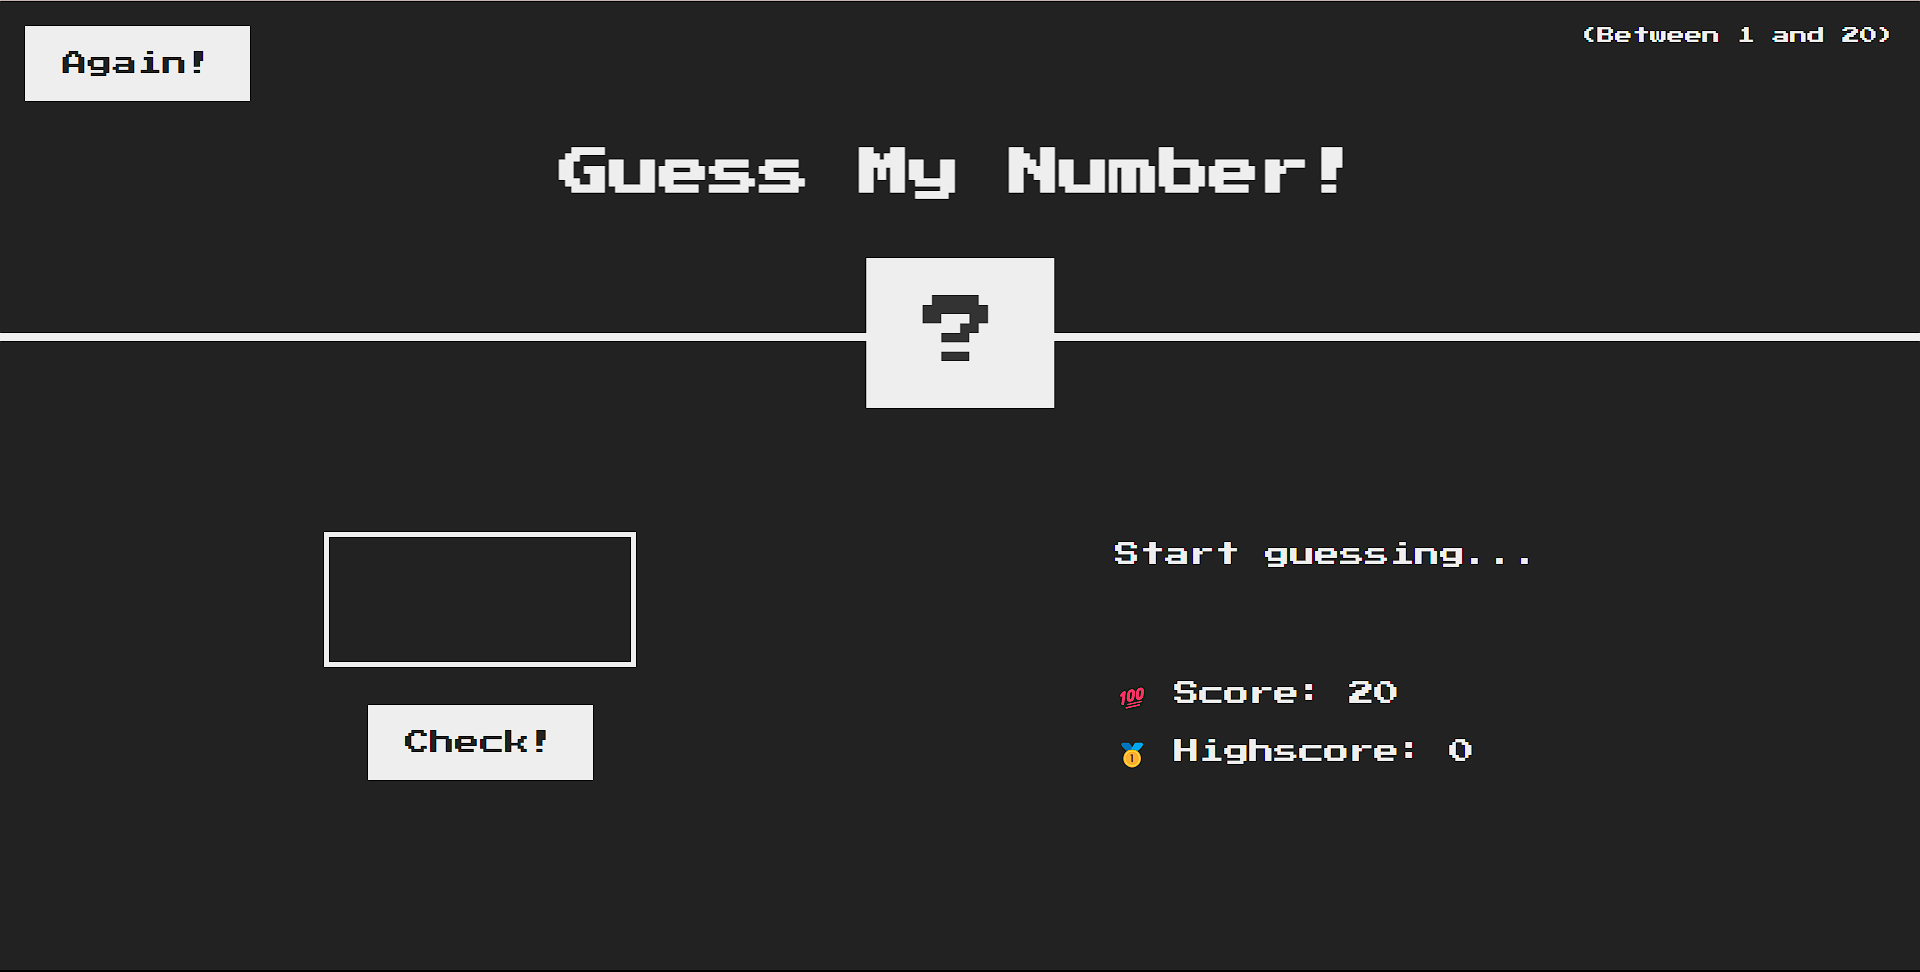 Again!
(Between 1 and 20)
Guess My Number!
?
Start guessing...
Check!
💯 Score: 20
🥇 Highscore: 0